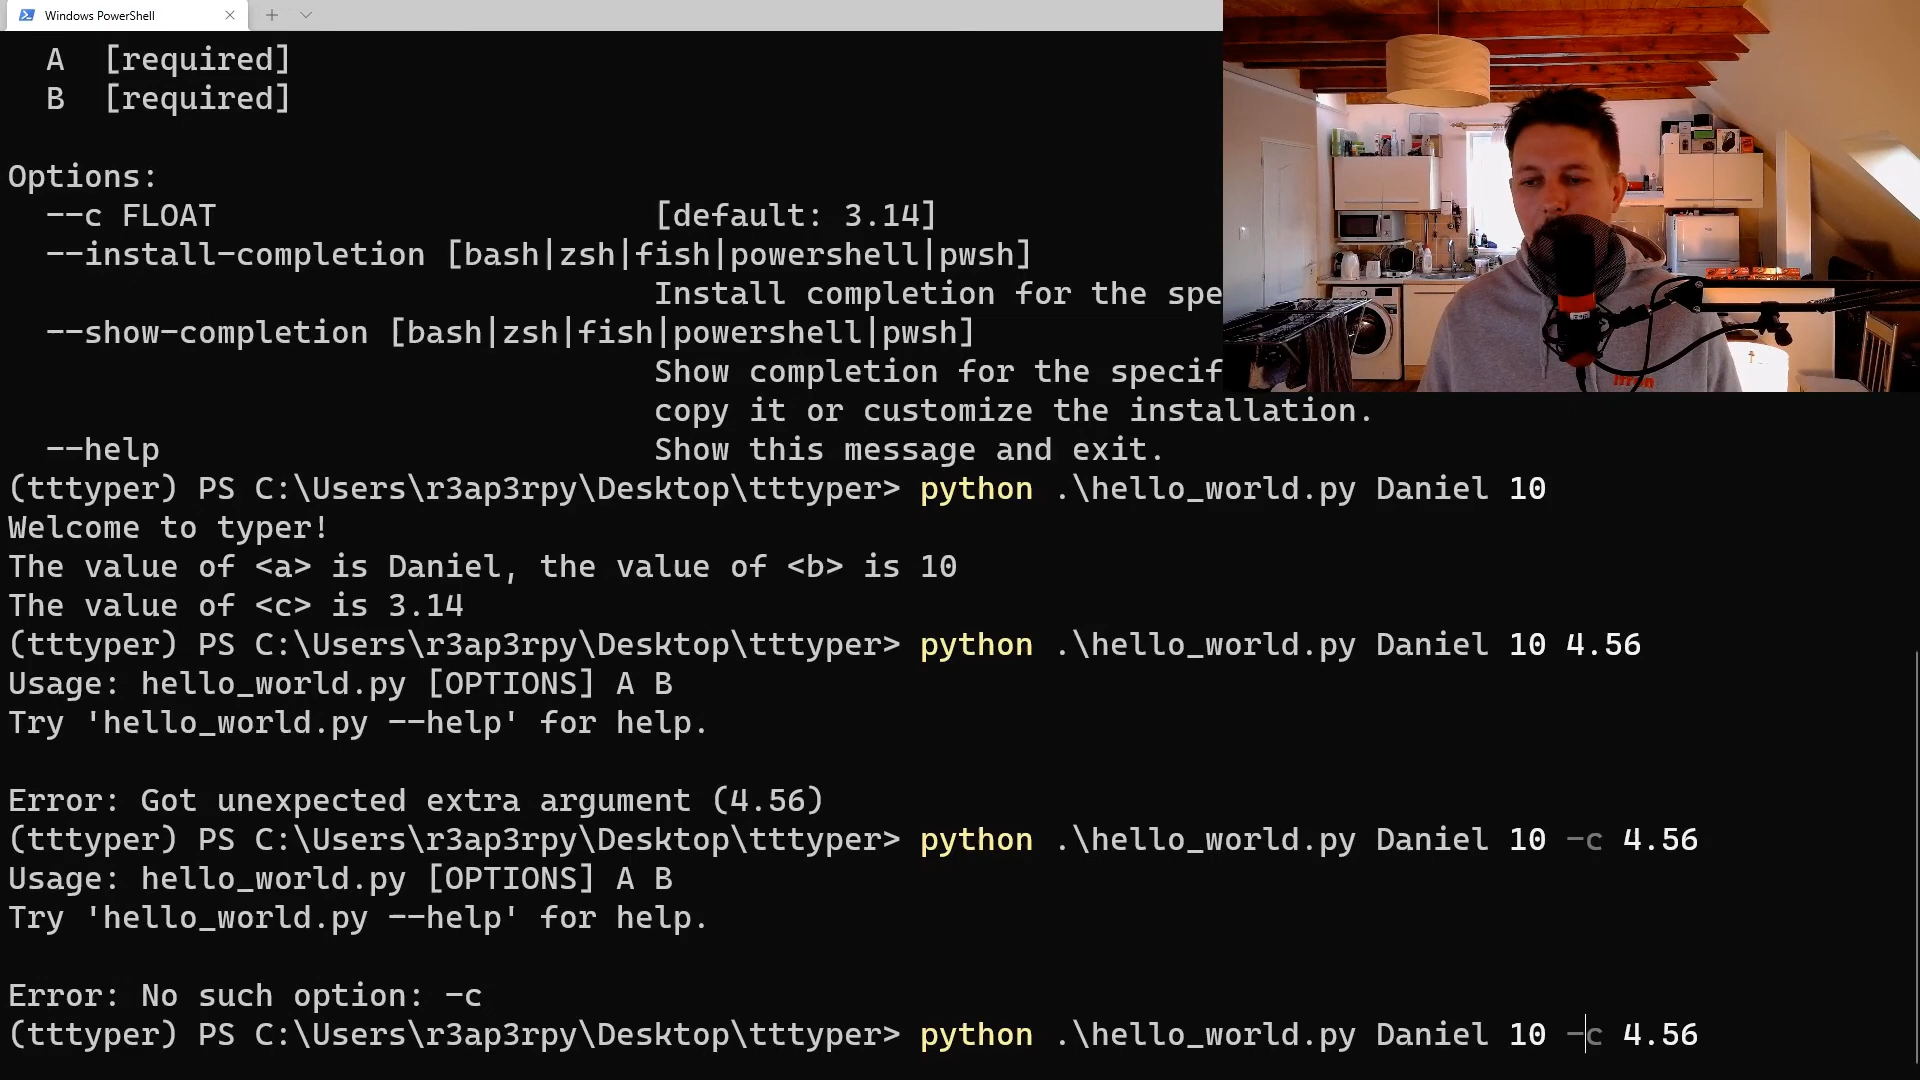 Windows PowerShell
A [required]
B [required]
Options:
--c FLOAT [default: 3.14]
--install-completion [bash|zsh|fish|powershell|pwsh]
Install completion for the spe
--show-completion [bash|zsh|fish|powershell|pwsh]
Show completion for the specif
copy it or customize the installation.
--help Show this message and exit.
(tttyper) PS C:\Users\r3ap3rpy\Desktop\tttyper> python .\hello_world.py Daniel 10
Welcome to typer!
The value of <a> is Daniel, the value of <b> is 10
The value of <c> is 3.14
(tttyper) PS C:\Users\r3ap3rpy\Desktop\tttyper> python .\hello_world.py Daniel 10 4.56
Usage: hello_world.py [OPTIONS] A B
Try 'hello_world.py --help' for help.
Error: Got unexpected extra argument (4.56)
(tttyper) PS C:\Users\r3ap3rpy\Desktop\tttyper> python .\hello_world.py Daniel 10 -c 4.56
Usage: hello_world.py [OPTIONS] A B
Try 'hello_world.py --help' for help.
Error: No such option: -c
(tttyper) PS C:\Users\r3ap3rpy\Desktop\tttyper> python .\hello_world.py Daniel 10 -c 4.56